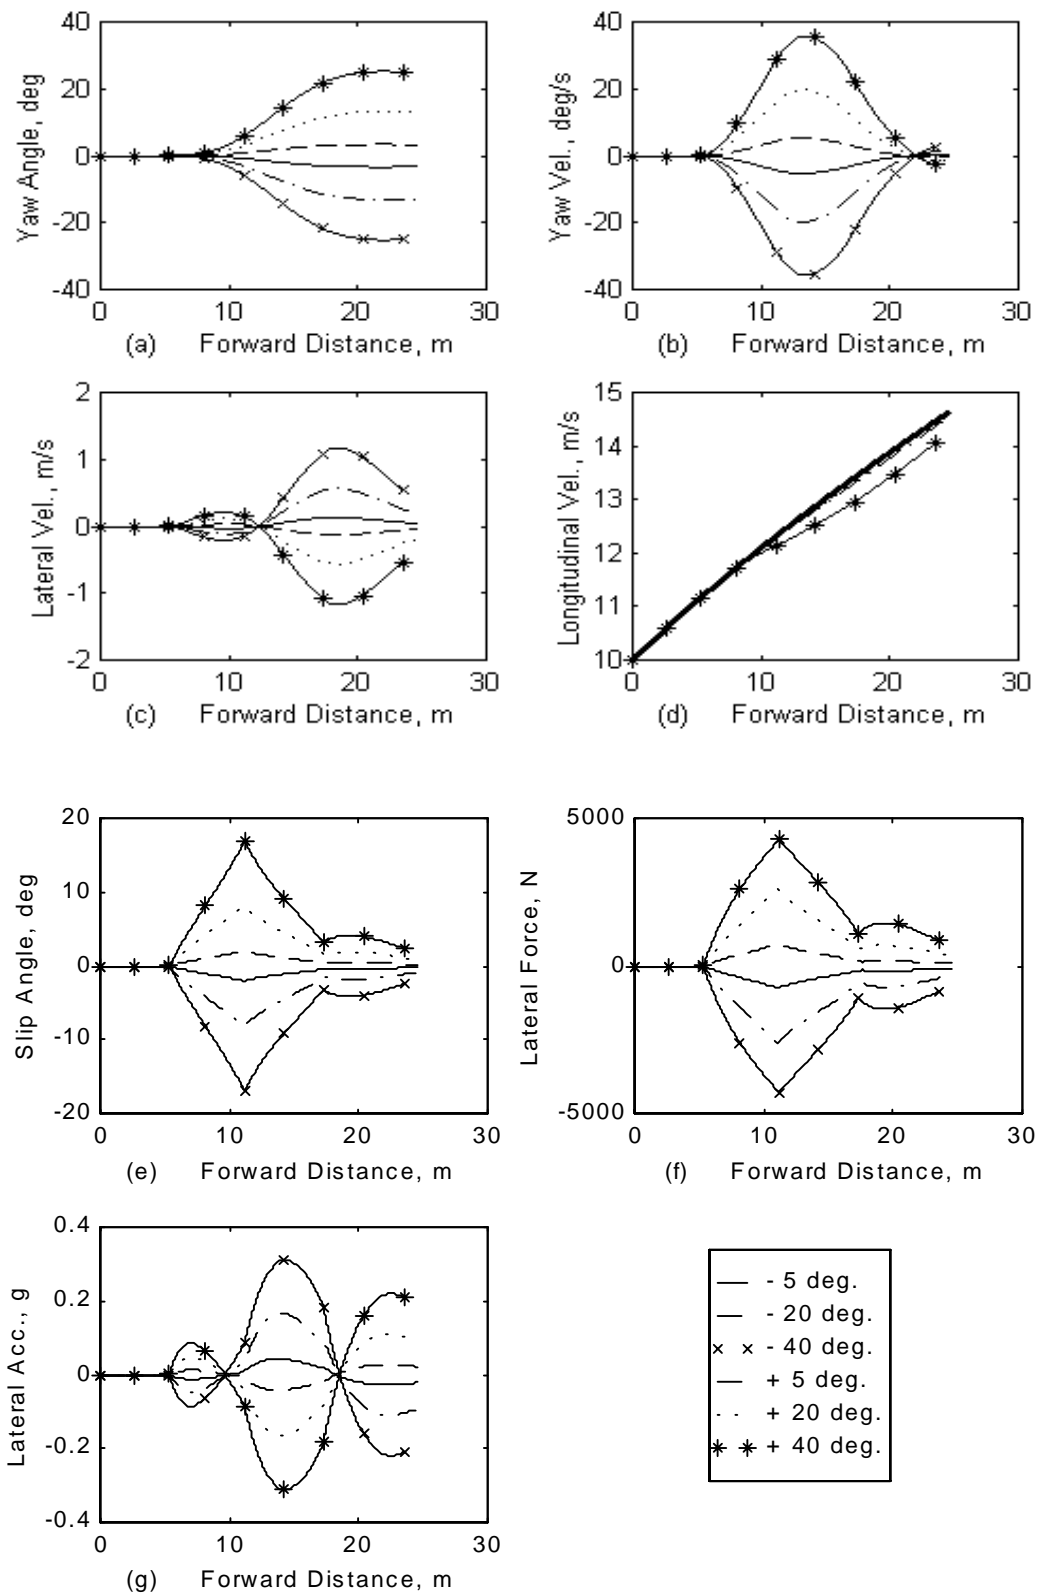 40
20
0
-20
-40
Yaw Angle, deg
0 10 20 30
(a) Forward Distance, m
40
20
0
-20
-40
Yaw Vel., deg/s
0 10 20 30
(b) Forward Distance, m
2
1
0
-1
-2
Lateral Vel., m/s
0 10 20 30
(c) Forward Distance, m
15
14
13
12
11
10
Longitudinal Vel., m/s
0 10 20 30
(d) Forward Distance, m
20
10
0
-10
-20
Slip Angle, deg
0 10 20 30
(e) Forward Distance, m
5000
0
-5000
Lateral Force, N
0 10 20 30
(f) Forward Distance, m
0.4
0.2
0
-0.2
-0.4
Lateral Acc., g
0 10 20 30
(g) Forward Distance, m
- 5 deg.
- 20 deg.
- 40 deg.
+ 5 deg.
+ 20 deg.
+ 40 deg.